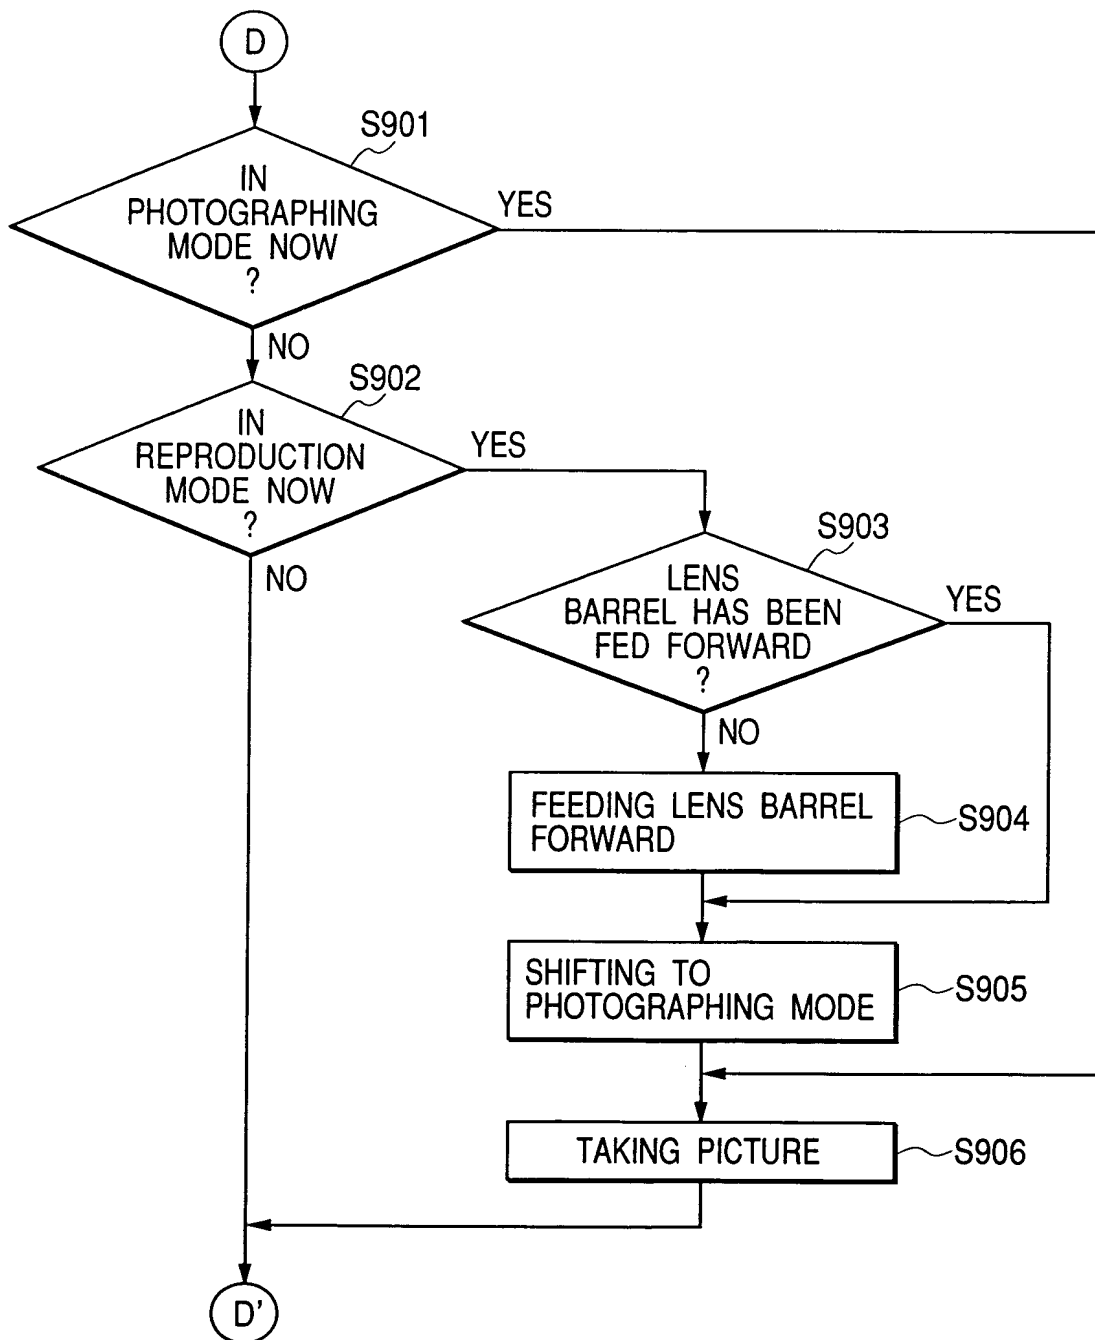 D
S901
IN
PHOTOGRAPHING
MODE NOW
?
YES
NO
S902
IN
REPRODUCTION
MODE NOW
?
YES
NO
S903
LENS
BARREL HAS BEEN
FED FORWARD
?
YES
NO
FEEDING LENS BARREL
FORWARD
S904
SHIFTING TO
PHOTOGRAPHING MODE
S905
TAKING PICTURE
S906
D'